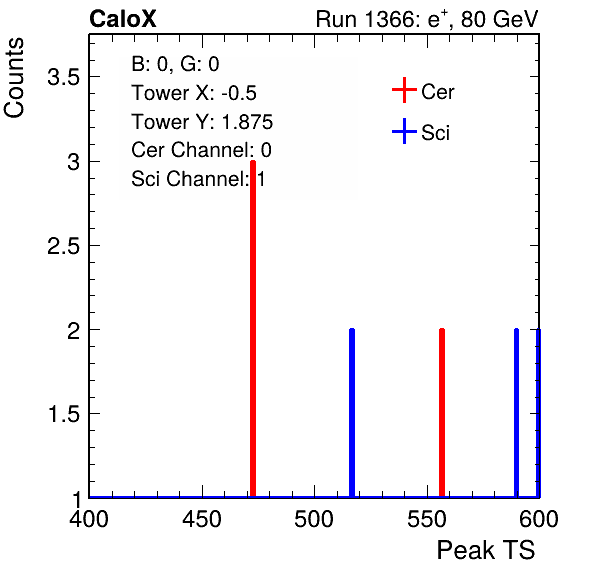 CaloX
Run 1366: e+, 80 GeV
Counts
B: 0, G: 0
Tower X: -0.5
Tower Y: 1.875
Cer Channel: 0
Sci Channel: 1
Cer
Sci
3.5
3
2.5
2
1.5
1
400 450 500 550 600
Peak TS